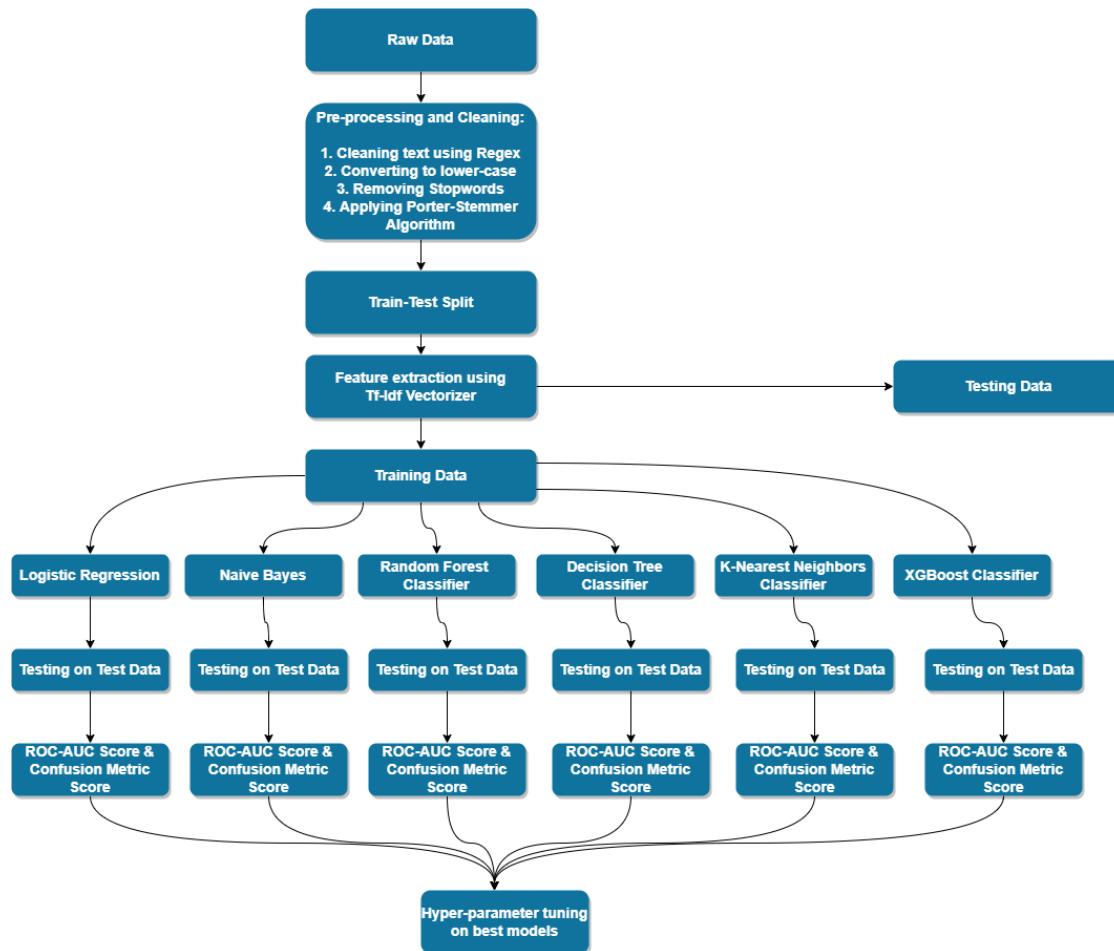 Raw Data
Pre-processing and Cleaning:
1. Cleaning text using Regex
2. Converting to lower-case
3. Removing Stopwords
4. Applying Porter-Stemmer
Algorithm
Train-Test Split
Feature extraction using
Tf-Idf Vectorizer
Testing Data
Training Data
Logistic Regression
Naive Bayes
Random Forest
Classifier
Decision Tree
Classifier
K-Nearest Neighbors
Classifier
XGBoost Classifier
Testing on Test Data
Testing on Test Data
Testing on Test Data
Testing on Test Data
Testing on Test Data
Testing on Test Data
ROC-AUC Score &
Confusion Metric
Score
ROC-AUC Score &
Confusion Metric
Score
ROC-AUC Score &
Confusion Metric
Score
ROC-AUC Score &
Confusion Metric
Score
ROC-AUC Score &
Confusion Metric
Score
ROC-AUC Score &
Confusion Metric
Score
Hyper-parameter tuning
on best models